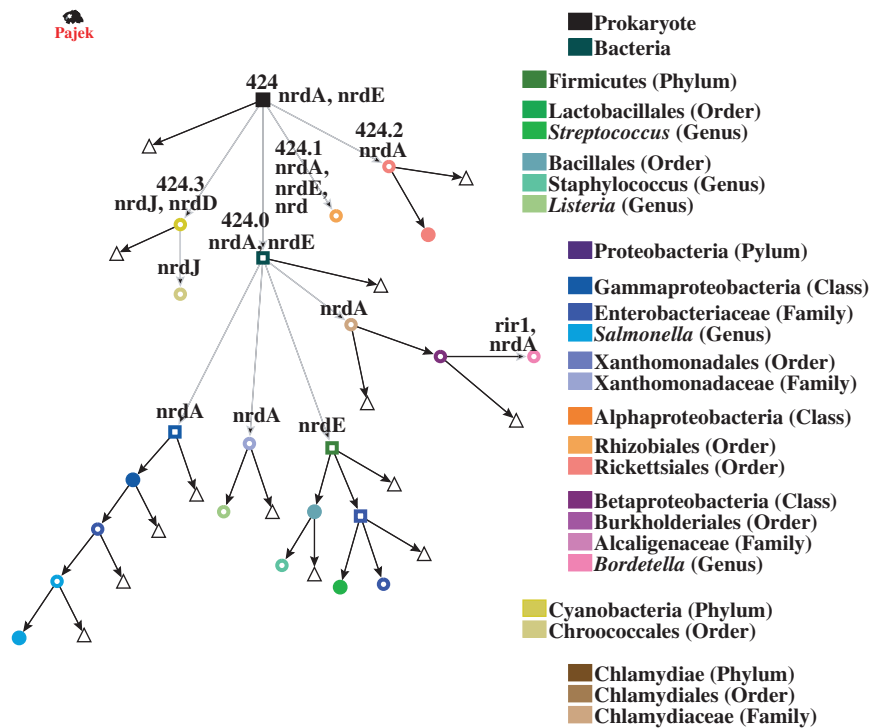 Pajek
424
nrdA, nrdE
424.2
nrdA
424.1
nrdA,
nrdE,
nrd
424.3
nrdJ, nrdD
424.0
nrdA, nrdE
nrdJ
nrdA
rir1,
nrdA
nrdA
nrdA
nrdE
Prokaryote
Bacteria
Firmicutes (Phylum)
Lactobacillales (Order)
Streptococcus (Genus)
Bacillales (Order)
Staphylococcus (Genus)
Listeria (Genus)
Proteobacteria (Pylum)
Gammaproteobacteria (Class)
Enterobacteriaceae (Family)
Salmonella (Genus)
Xanthomonadales (Order)
Xanthomonadaceae (Family)
Alphaproteobacteria (Class)
Rhizobiales (Order)
Rickettsiales (Order)
Betaproteobacteria (Class)
Burkholderiales (Order)
Alcaligenaceae (Family)
Bordetella (Genus)
Cyanobacteria (Phylum)
Chroococcales (Order)
Chlamydiae (Phylum)
Chlamydiales (Order)
Chlamydiaceae (Family)